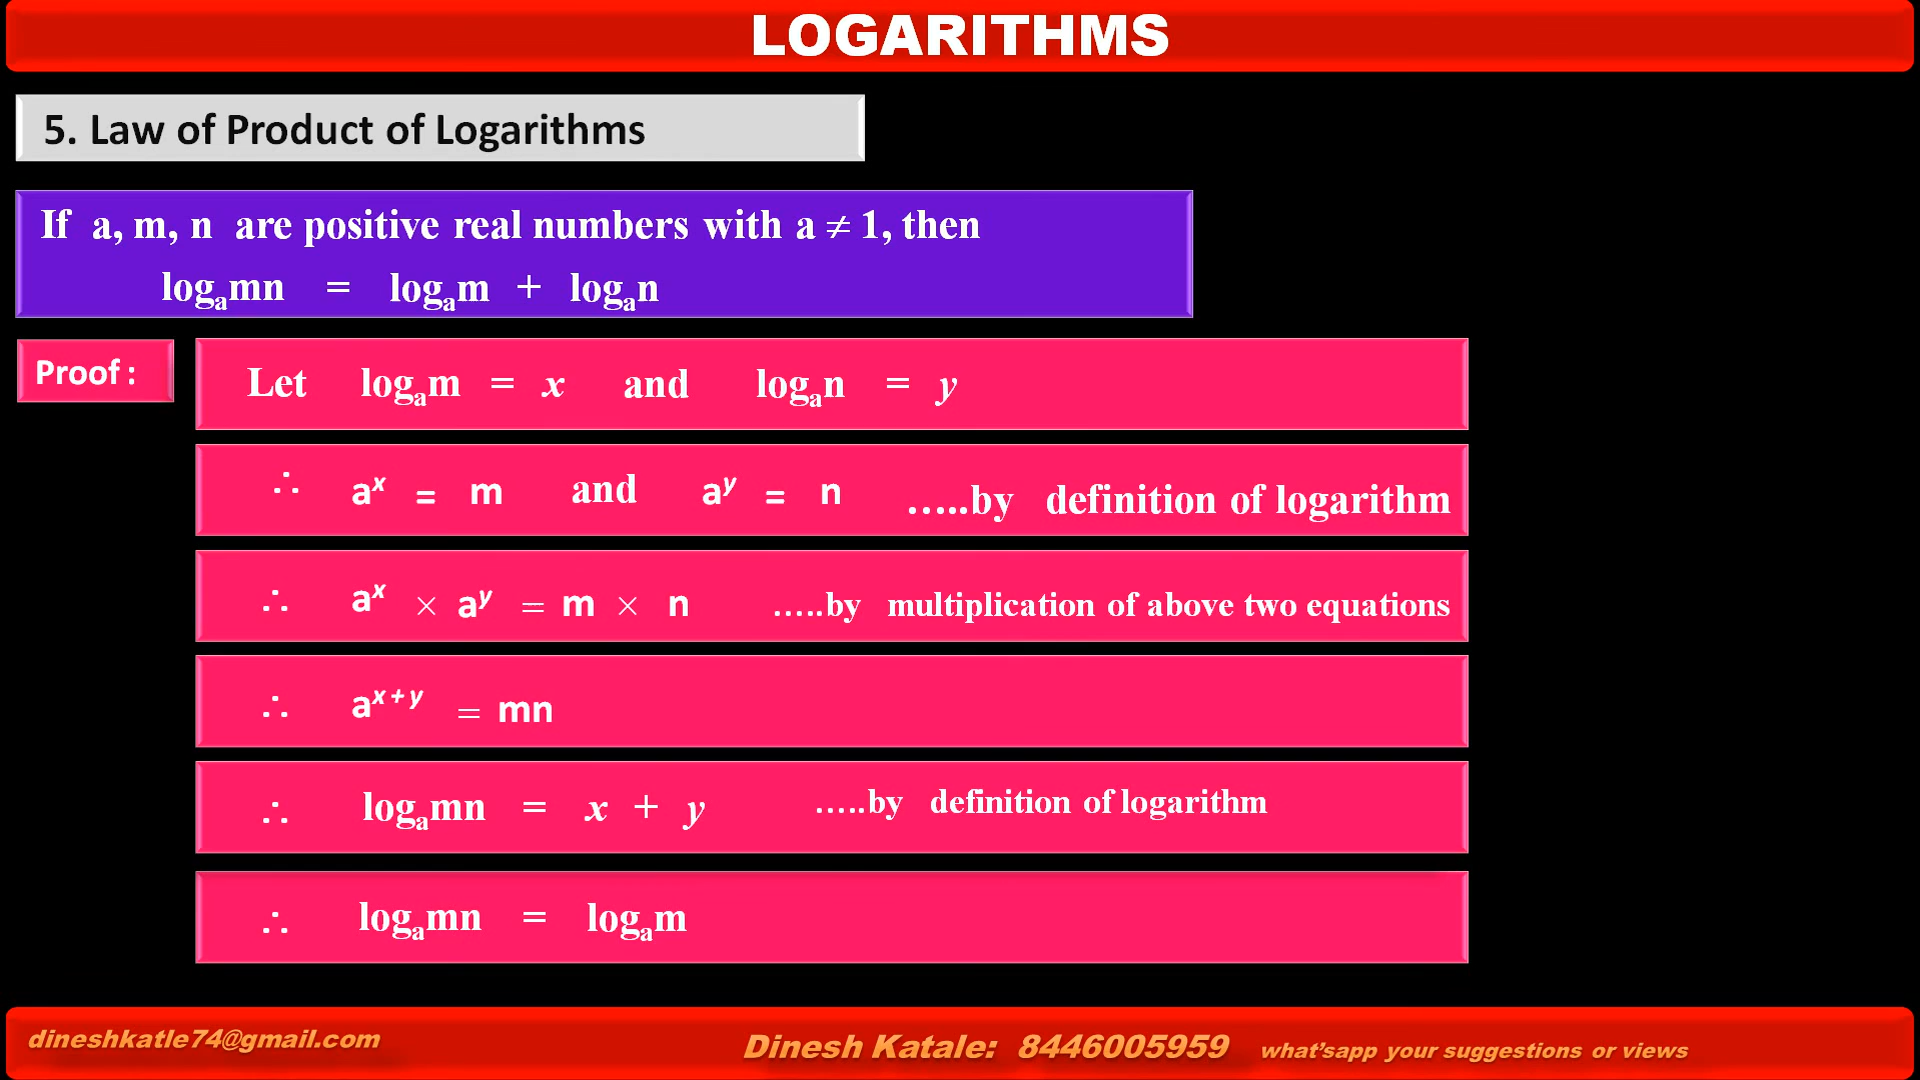 LOGARITHMS
5. Law of Product of Logarithms
If a, m, n are positive real numbers with a ≠ 1, then
logₐmn = logₐm + logₐn
Proof :
Let logₐm = x and logₐn = y
∴ aˣ = m and aʸ = n .....by definition of logarithm
∴ aˣ × aʸ = m × n .....by multiplication of above two equations
∴ aˣ⁺ʸ = mn
∴ logₐmn = x + y .....by definition of logarithm
∴ logₐmn = logₐm
dineshkatle74@gmail.com
Dinesh Katale: 8446005959 what'sapp your suggestions or views